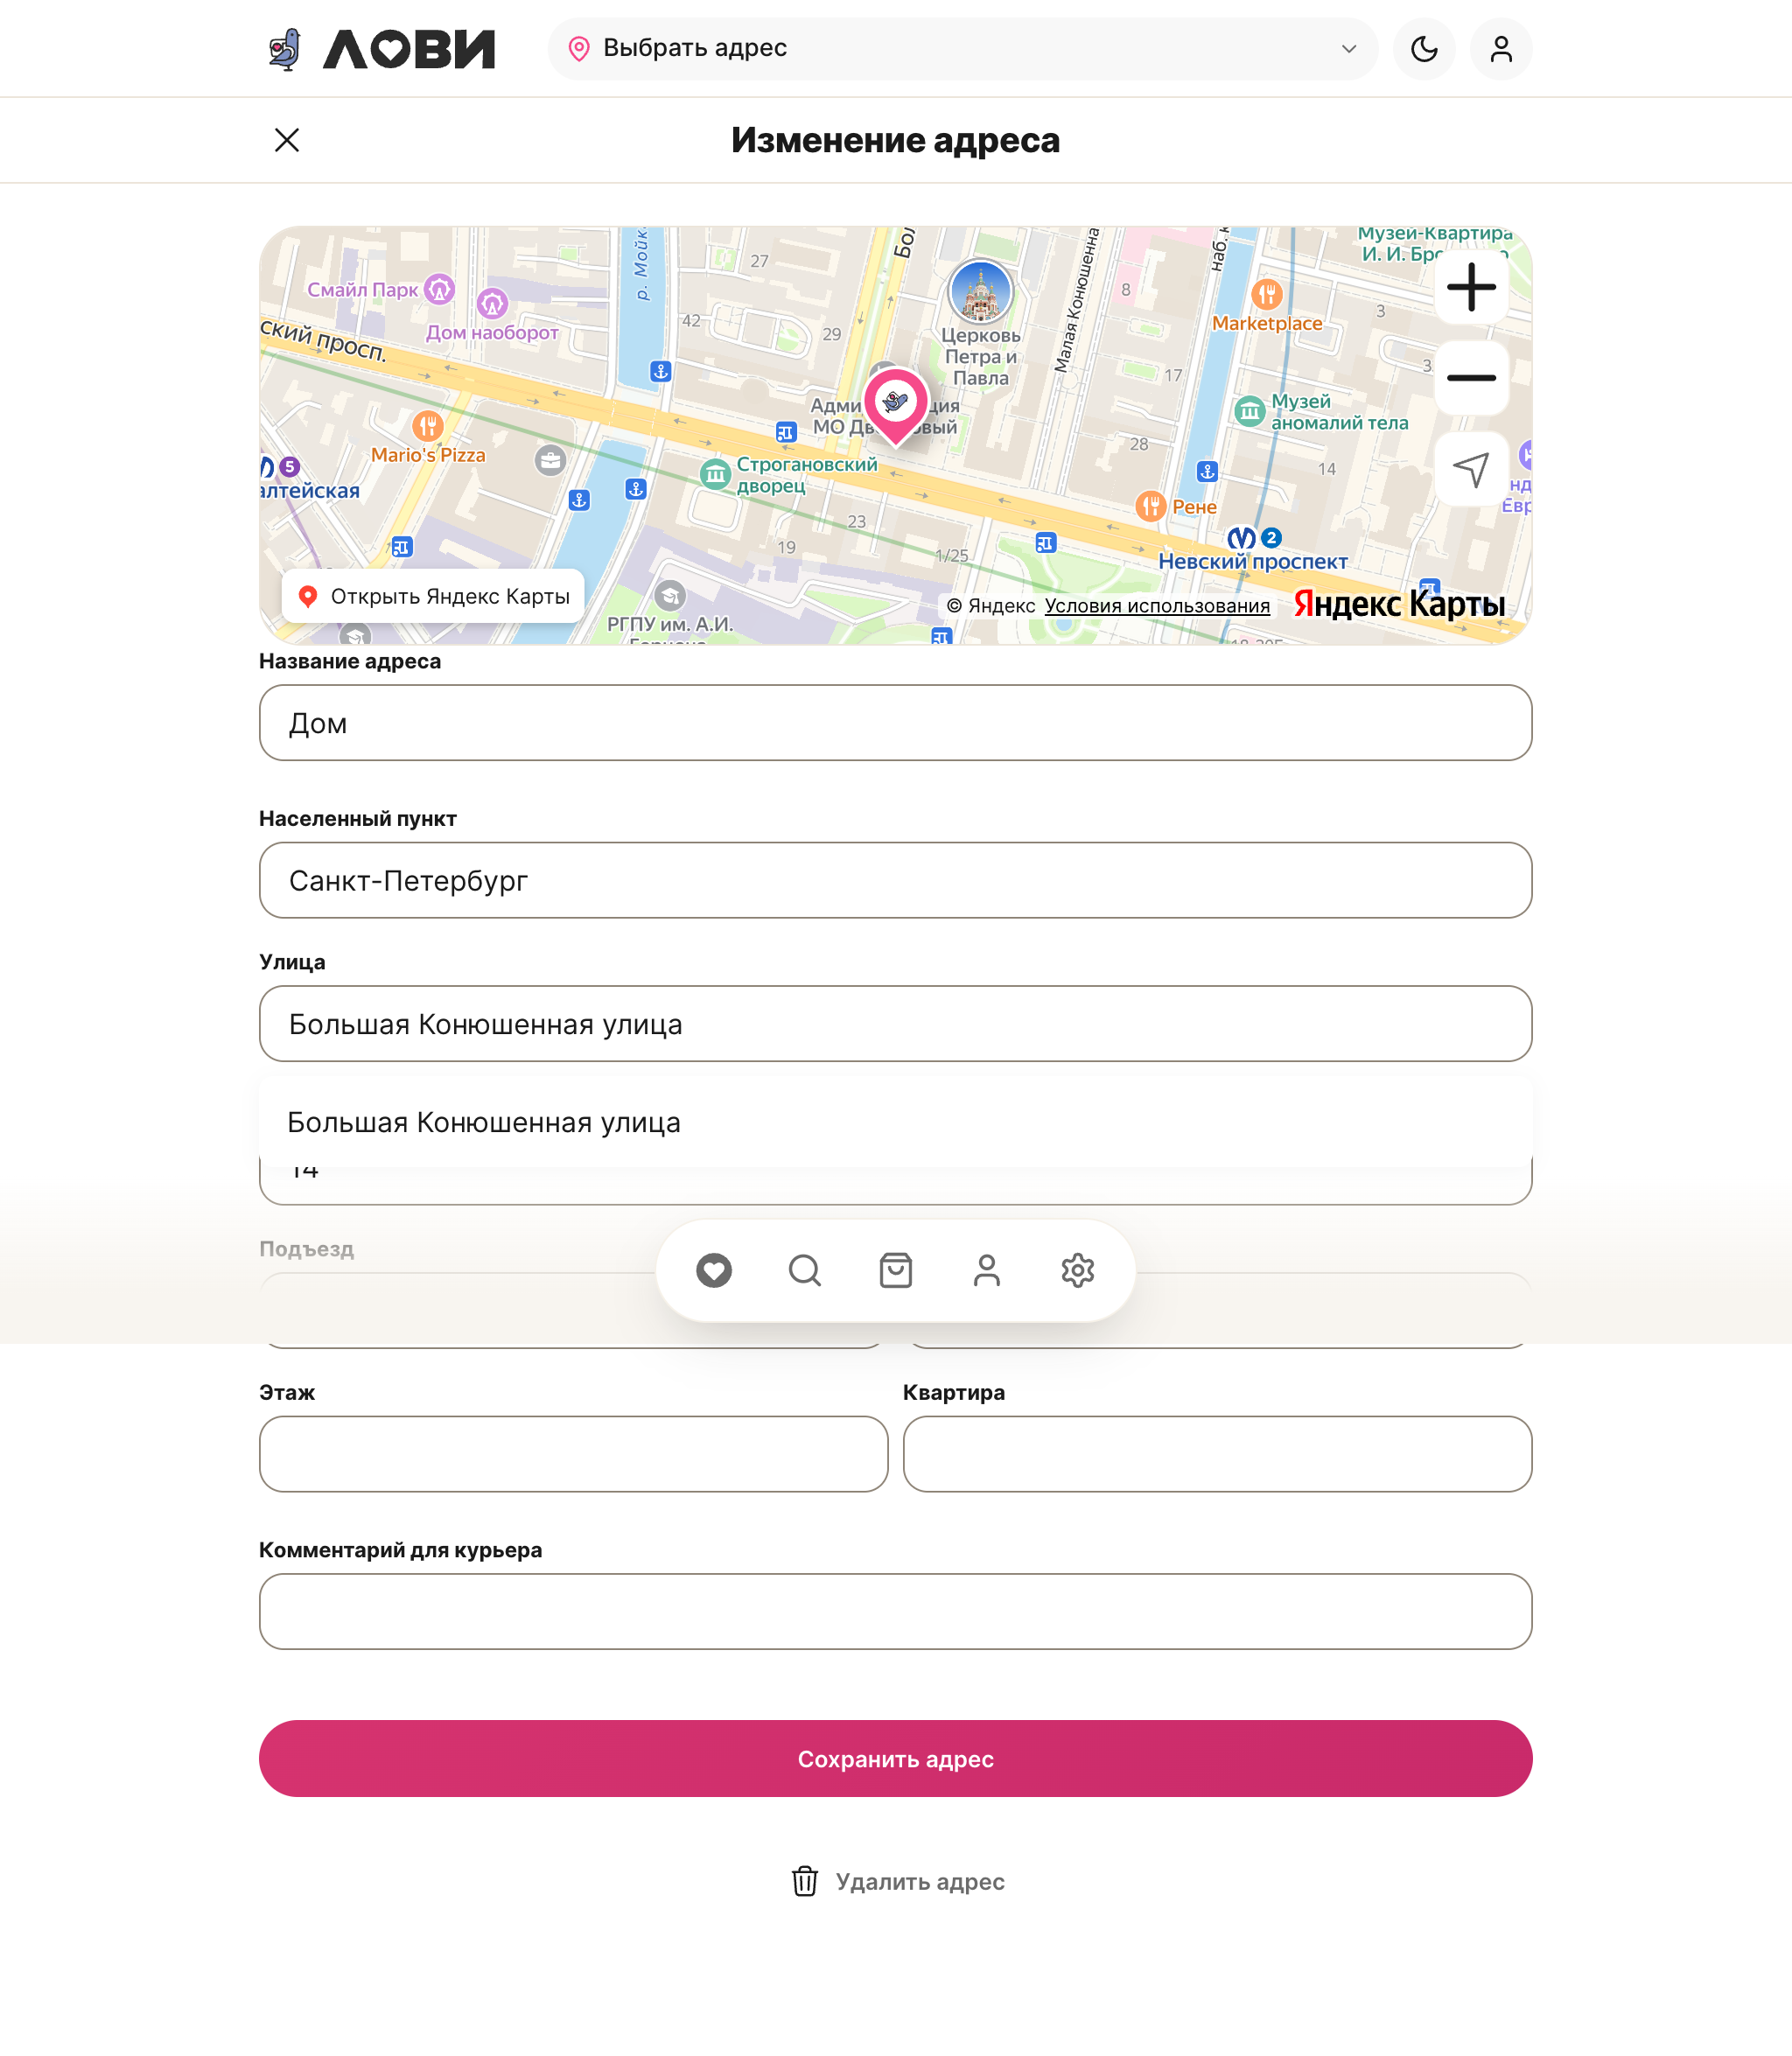 ЛОВИ
Выбрать адрес
Изменение адреса
Музей-Квартира
И. И.
р. Мойка
27
Малая Конюшенная
наб.
8
3
Смайл Парк
Дом наоборот
42
29
Церковь
Петра и
Павла
Marketplace
ский просп.
17
Музей
аномалий тела
28
14
Mario's Pizza
5
алтейская
Строгановский
дворец
Рене
23
19
1/25
2
Невский проспект
Открыть Яндекс Карты
РГПУ им. А.И.
© Яндекс Условия использования
Яндекс Карты
Название адреса
Дом
Населенный пункт
Санкт-Петербург
Улица
Большая Конюшенная улица
Большая Конюшенная улица
14
Подъезд
Этаж
Квартира
Комментарий для курьера
Сохранить адрес
Удалить адрес